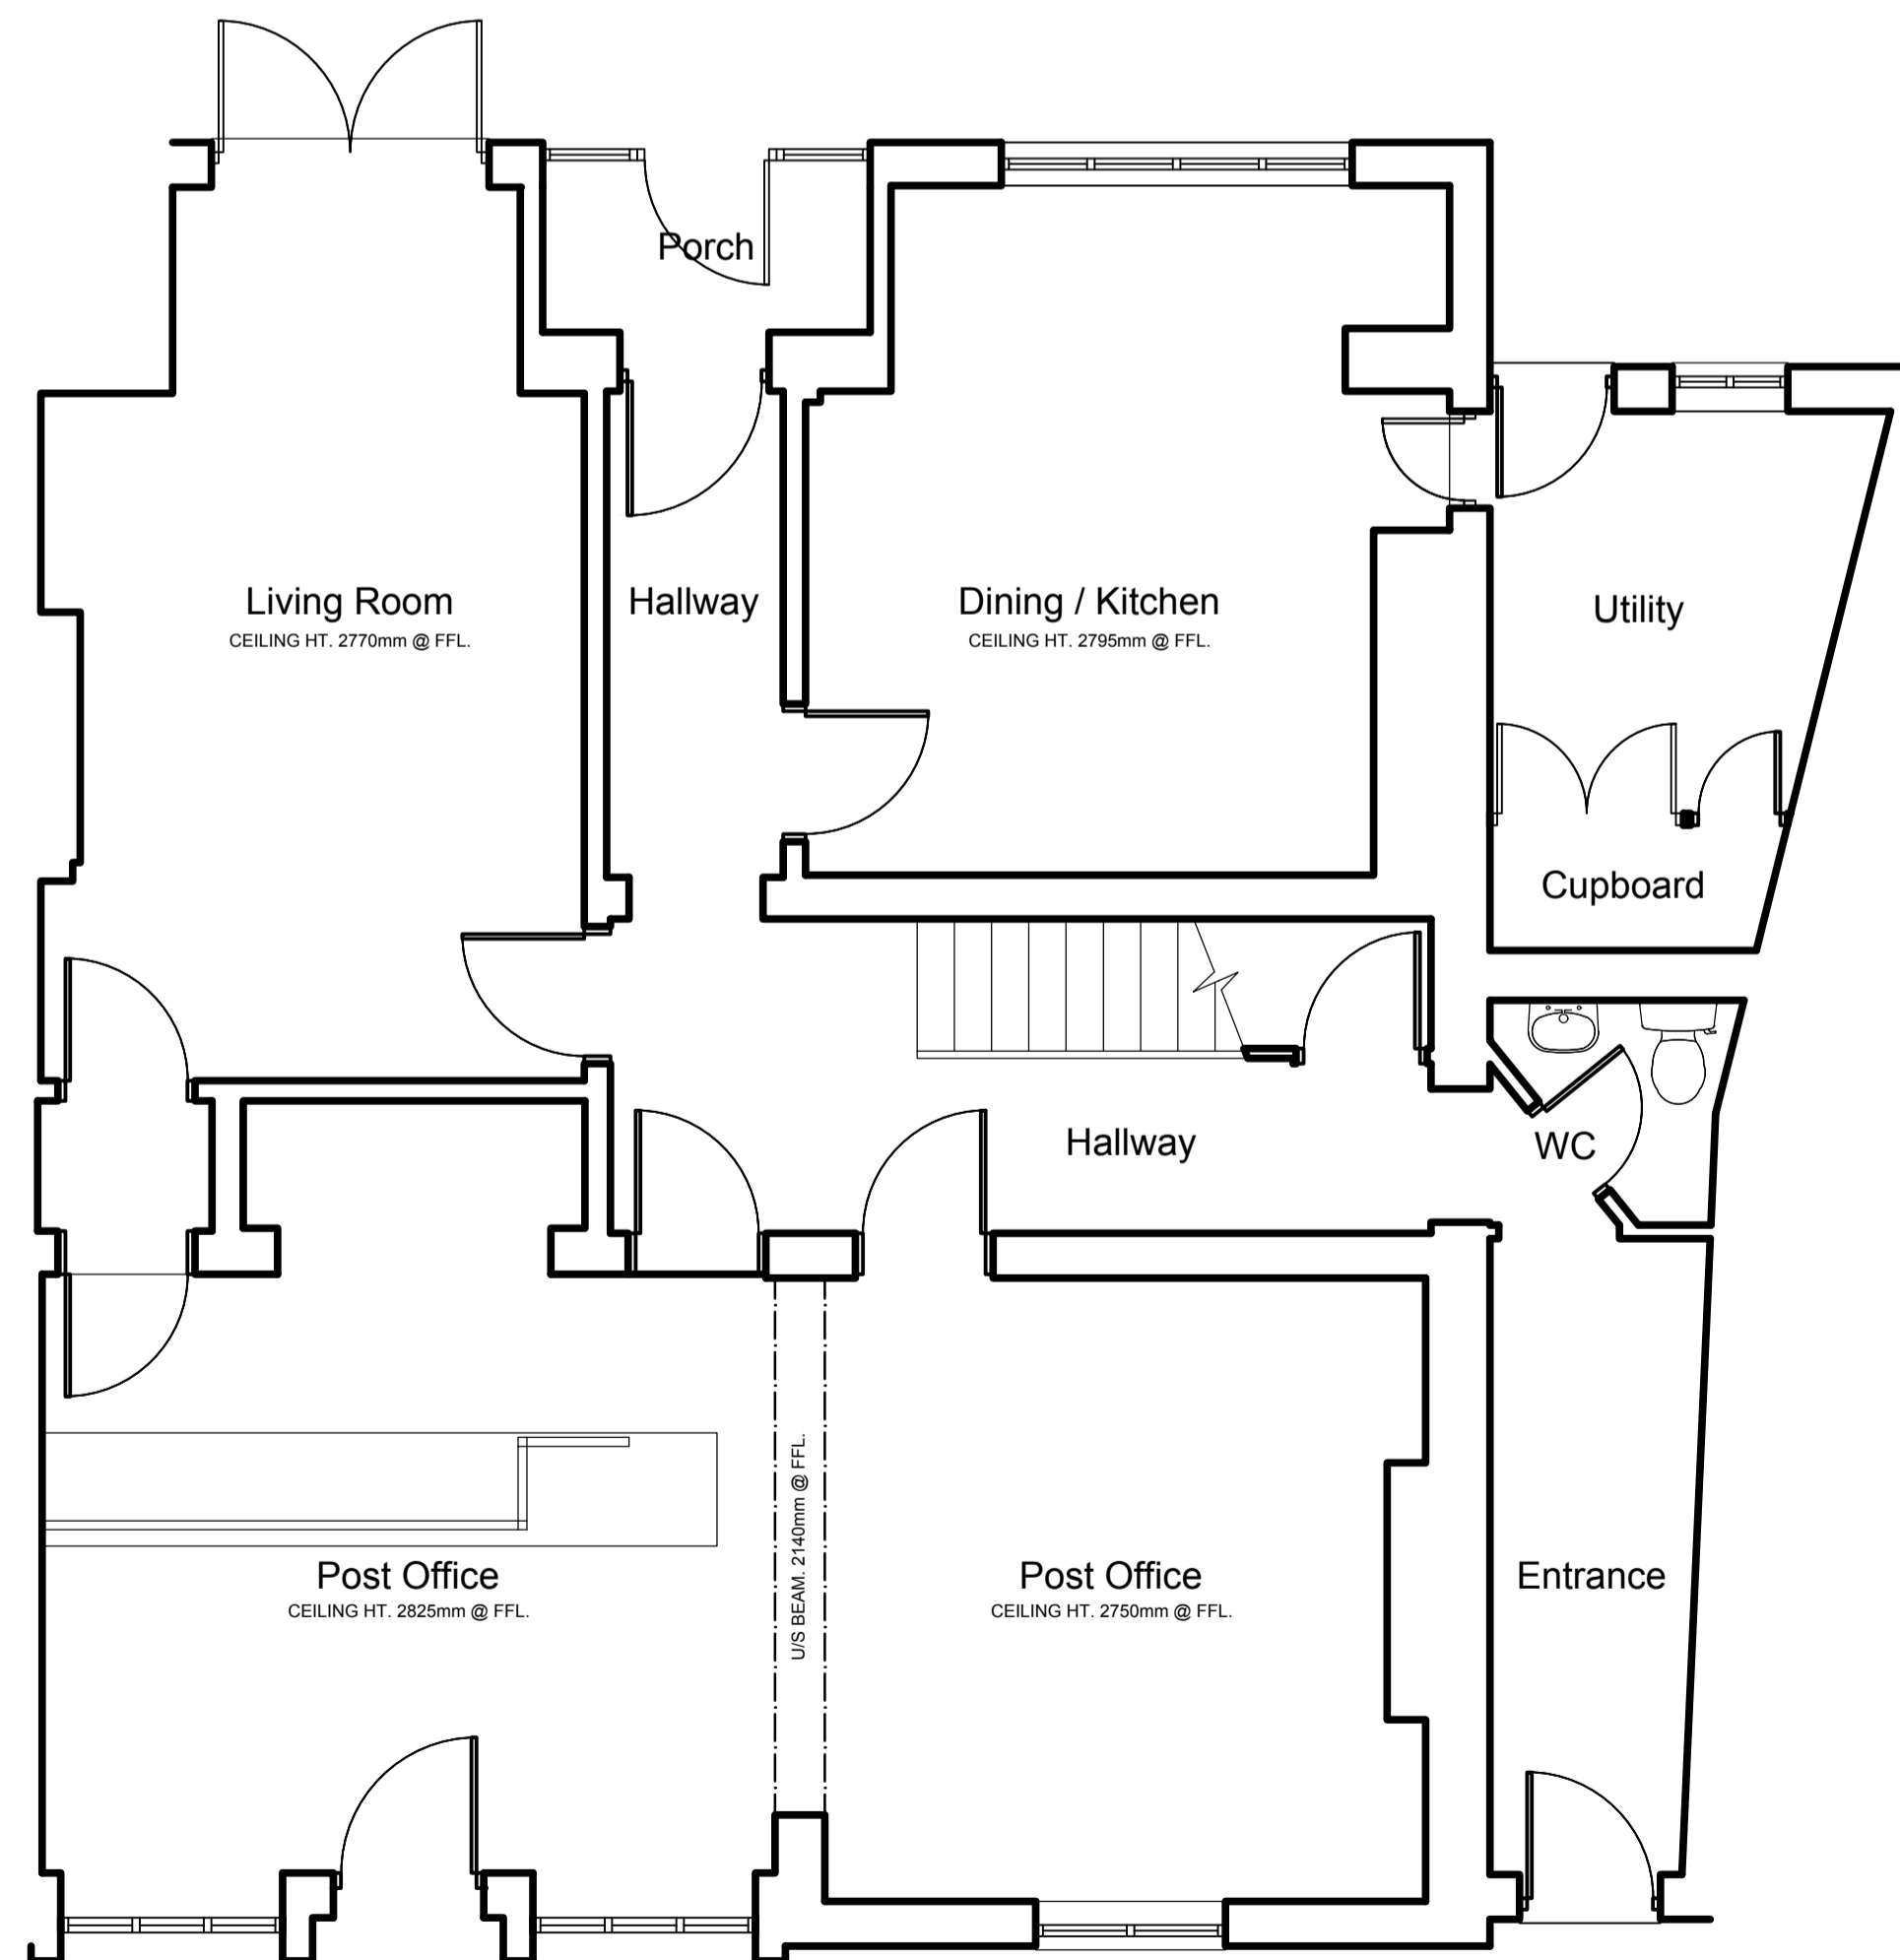 Porch
Living Room
CEILING HT. 2770mm @ FFL.
Hallway
Dining / Kitchen
CEILING HT. 2795mm @ FFL.
Utility
Cupboard
Hallway
WC
U/S BEAM. 2140mm @ FFL.
Post Office
CEILING HT. 2825mm @ FFL.
Post Office
CEILING HT. 2750mm @ FFL.
Entrance